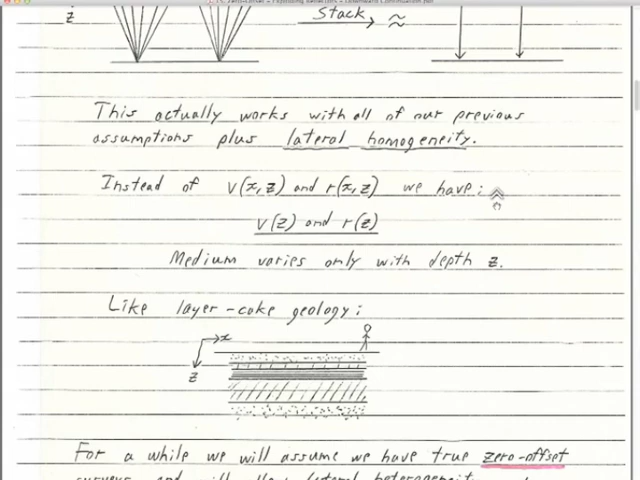 z
Stack ≈
This actually works with all of our previous
assumptions plus lateral homogeneity.
Instead of v(x,z) and r(x,z) we have:
v(z) and r(z)
Medium varies only with depth z.
Like layer-cake geology:
x
z
For a while we will assume we have true zero-offset